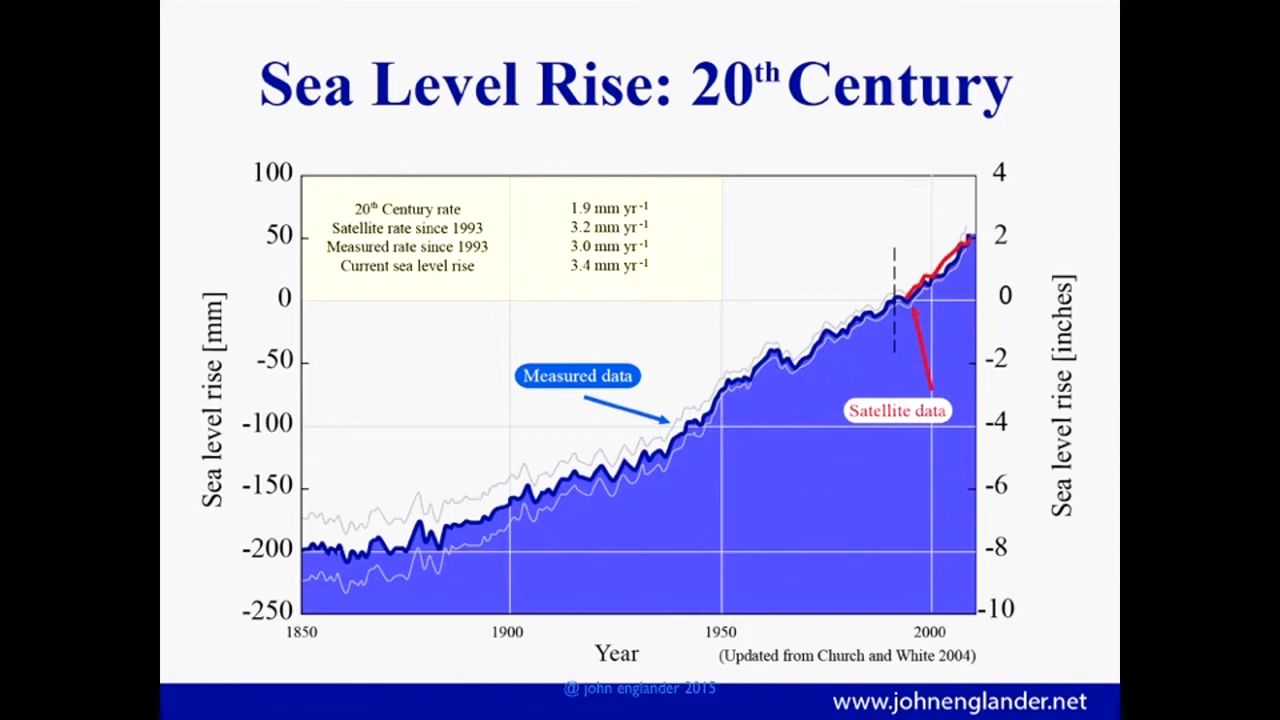 Sea Level Rise: 20th Century
100
50
0
-50
-100
-150
-200
-250
4
2
0
-2
-4
-6
-8
-10
Sea level rise [mm]
Sea level rise [inches]
20th Century rate 1.9 mm yr-1
Satellite rate since 1993 3.2 mm yr-1
Measured rate since 1993 3.0 mm yr-1
Current sea level rise 3.4 mm yr-1
Measured data
Satellite data
1850 1900 1950 2000
Year
(Updated from Church and White 2004)
@ john englander 2015
www.johnenglander.net